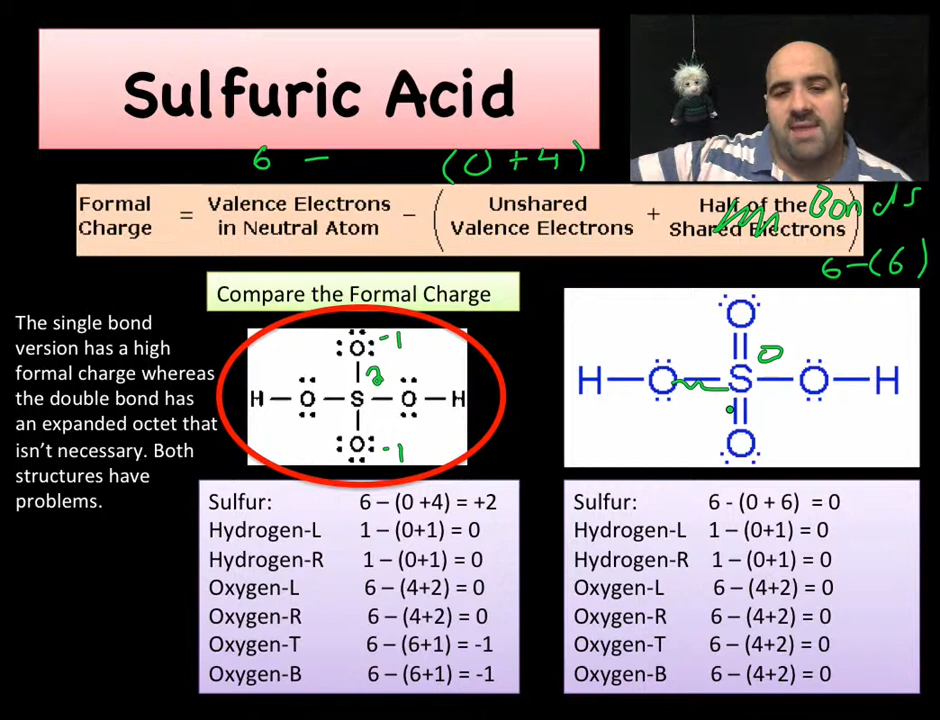 Sulfuric Acid
6 - (0 + 4)
Formal Charge = Valence Electrons in Neutral Atom - ( Unshared Valence Electrons + Half of the Shared Electrons )
Bonds
6-(6)
Compare the Formal Charge
The single bond
version has a high
formal charge whereas
the double bond has
an expanded octet that
isn't necessary. Both
structures have
problems.
O -1
2
H O S O H
O -1
O
0
H O S O H
O
Sulfur: 6 – (0 +4) = +2
Hydrogen-L 1 – (0+1) = 0
Hydrogen-R 1 – (0+1) = 0
Oxygen-L 6 – (4+2) = 0
Oxygen-R 6 – (4+2) = 0
Oxygen-T 6 – (6+1) = -1
Oxygen-B 6 – (6+1) = -1
Sulfur: 6 - (0 + 6) = 0
Hydrogen-L 1 – (0+1) = 0
Hydrogen-R 1 – (0+1) = 0
Oxygen-L 6 – (4+2) = 0
Oxygen-R 6 – (4+2) = 0
Oxygen-T 6 – (4+2) = 0
Oxygen-B 6 – (4+2) = 0